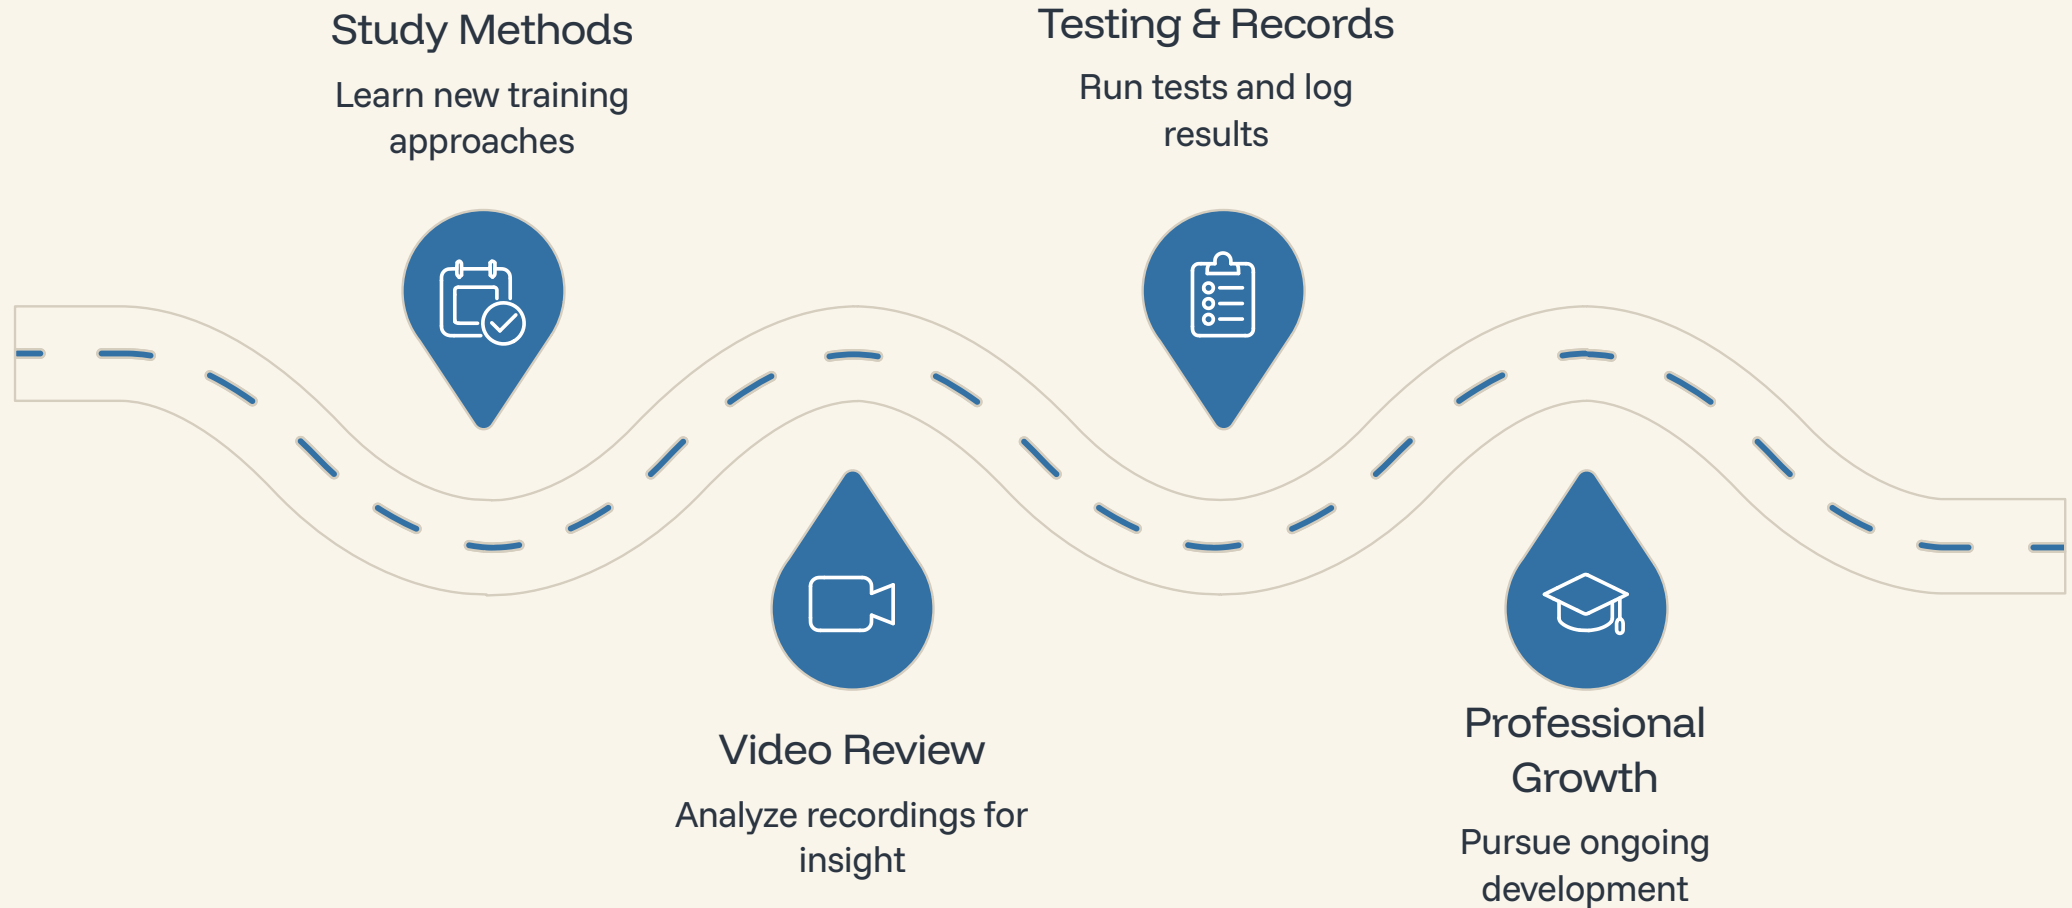 Study Methods
Learn new training
approaches
Video Review
Analyze recordings for
insight
Testing & Records
Run tests and log
results
Professional
Growth
Pursue ongoing
development